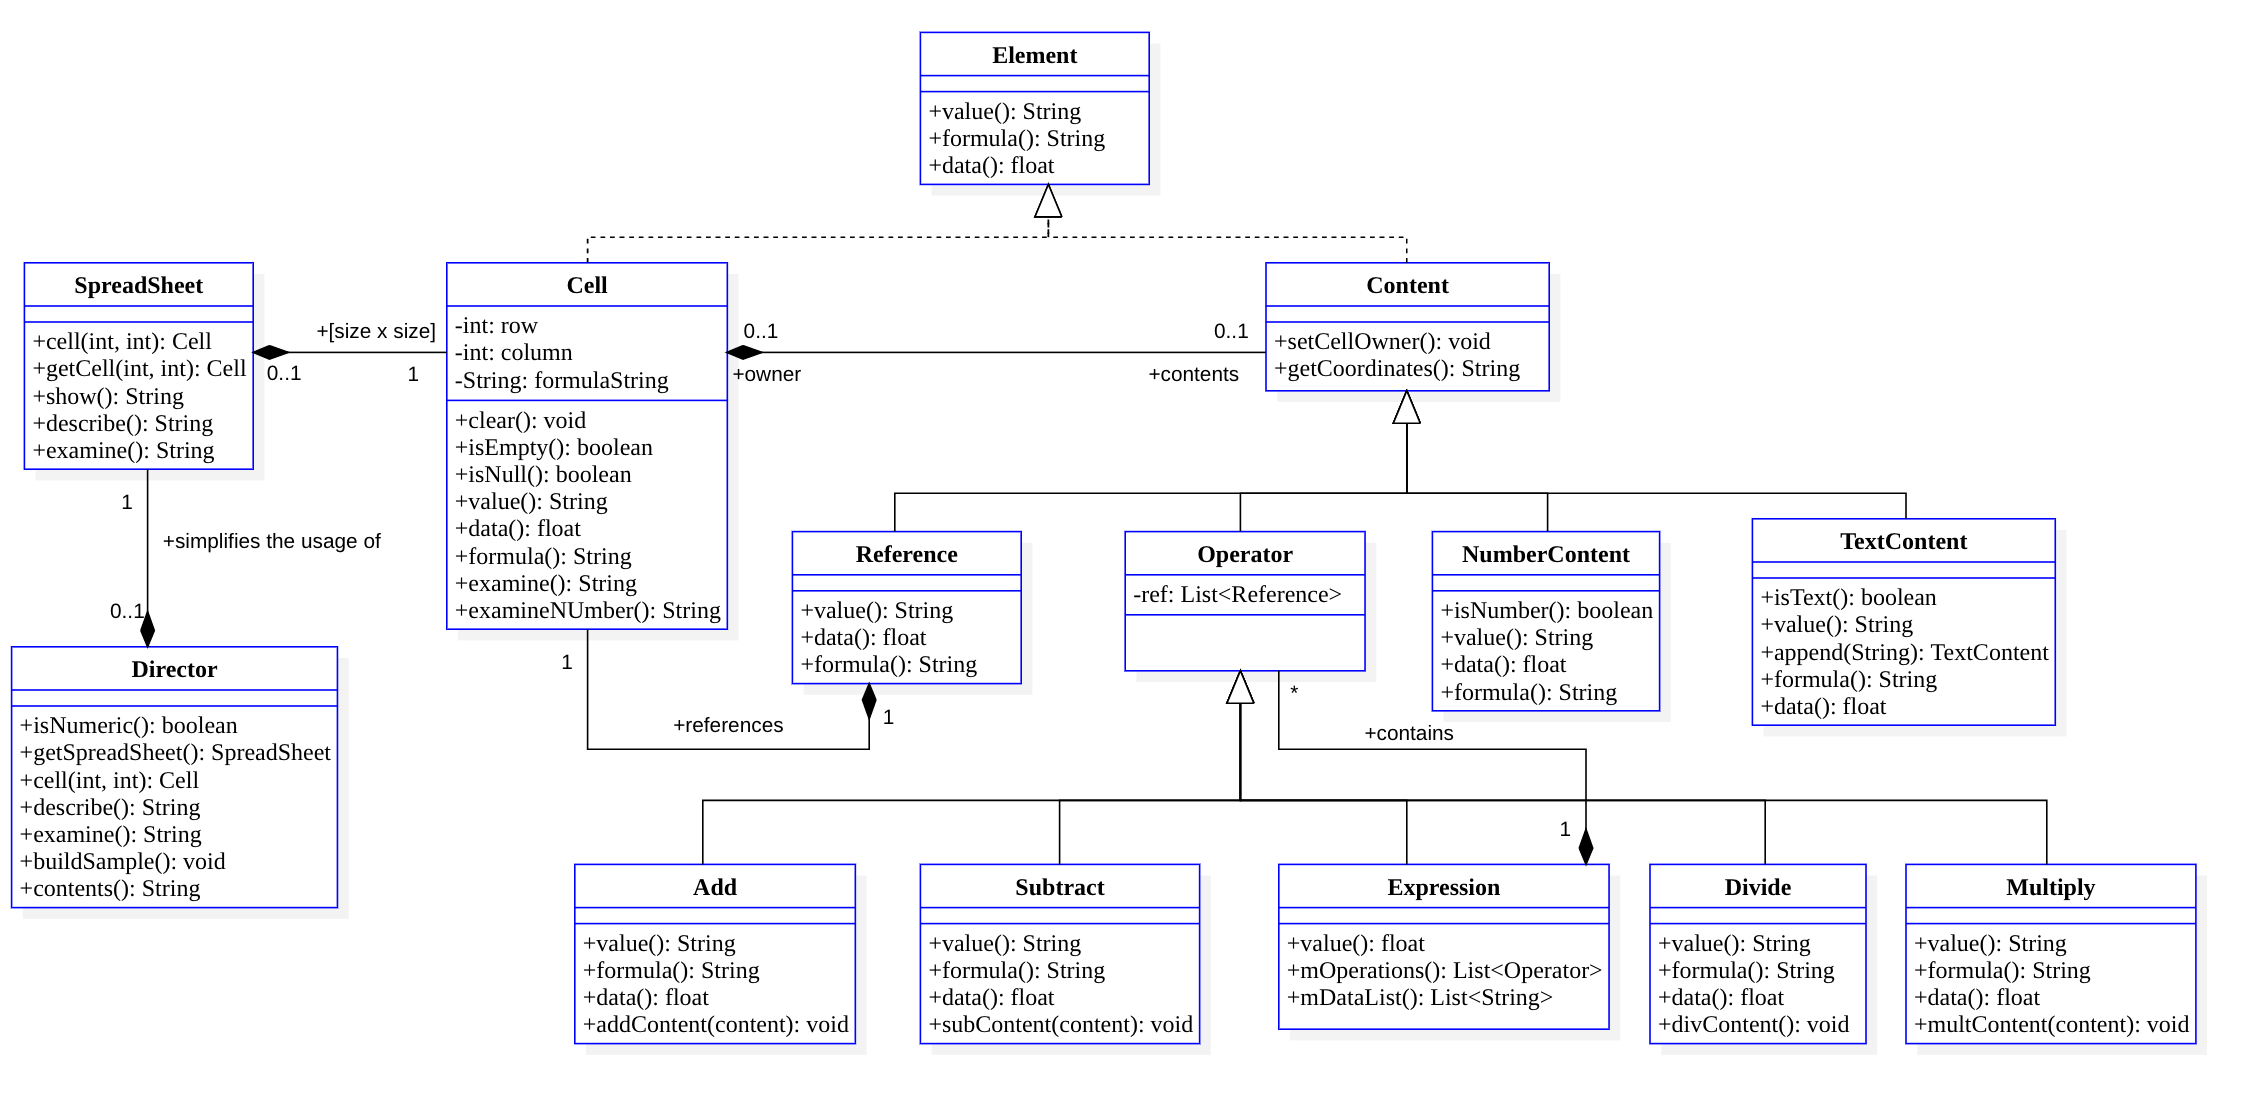 Element
+value(): String
+formula(): String
+data(): float
SpreadSheet
+cell(int, int): Cell
+getCell(int, int): Cell
+show(): String
+describe(): String
+examine(): String
+[size x size]
0..1
1
Cell
-int: row
-int: column
-String: formulaString
+clear(): void
+isEmpty(): boolean
+isNull(): boolean
+value(): String
+data(): float
+formula(): String
+examine(): String
+examineNUmber(): String
0..1
+owner
0..1
+contents
Content
+setCellOwner(): void
+getCoordinates(): String
1
+simplifies the usage of
0..1
Director
+isNumeric(): boolean
+getSpreadSheet(): SpreadSheet
+cell(int, int): Cell
+describe(): String
+examine(): String
+buildSample(): void
+contents(): String
1
+references
1
Reference
+value(): String
+data(): float
+formula(): String
Operator
-ref: List<Reference>
*
+contains
1
NumberContent
+isNumber(): boolean
+value(): String
+data(): float
+formula(): String
TextContent
+isText(): boolean
+value(): String
+append(String): TextContent
+formula(): String
+data(): float
Add
+value(): String
+formula(): String
+data(): float
+addContent(content): void
Subtract
+value(): String
+formula(): String
+data(): float
+subContent(content): void
Expression
+value(): float
+mOperations(): List<Operator>
+mDataList(): List<String>
Divide
+value(): String
+formula(): String
+data(): float
+divContent(): void
Multiply
+value(): String
+formula(): String
+data(): float
+multContent(content): void